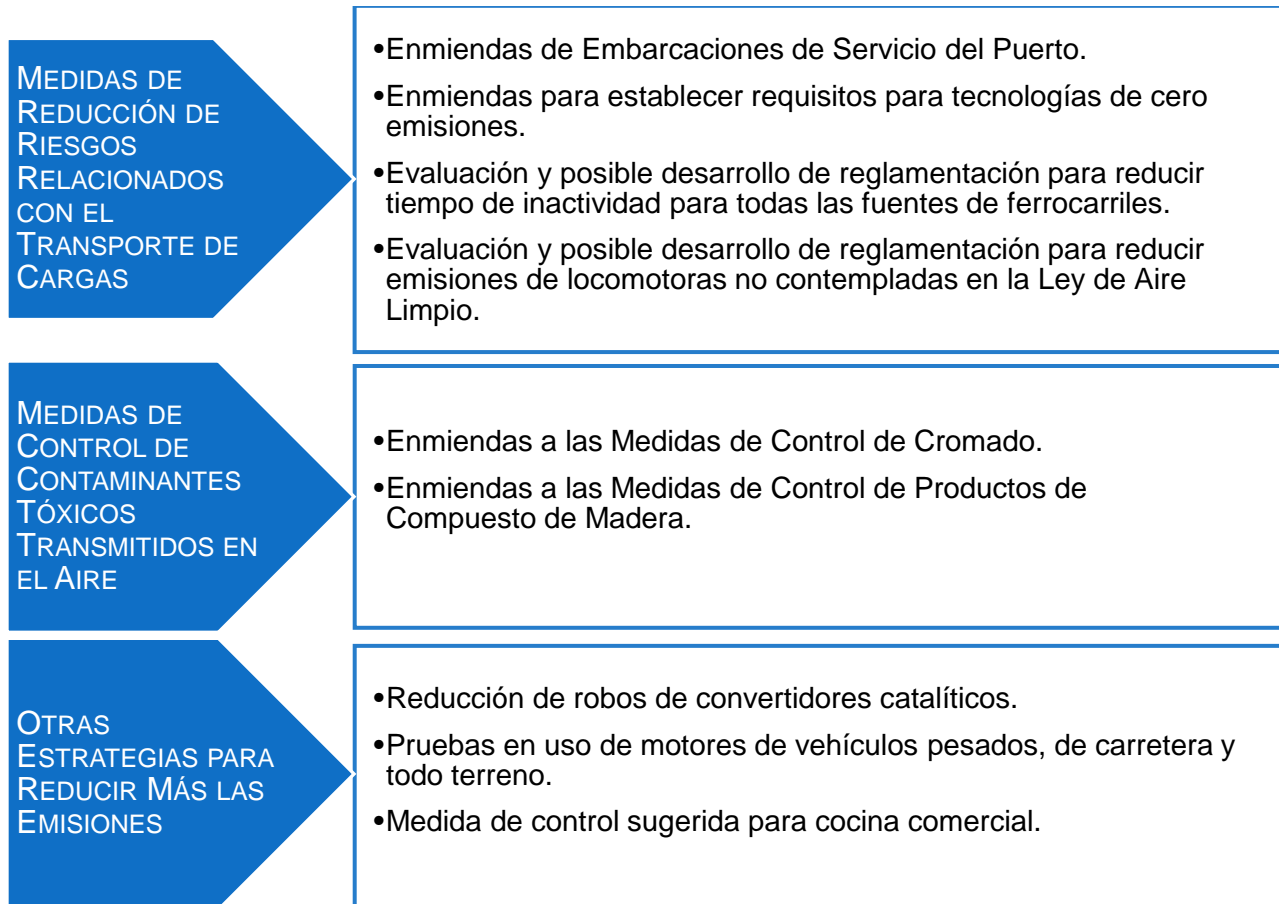 MEDIDAS DE
REDUCCIÓN DE
RIESGOS
RELACIONADOS
CON EL
TRANSPORTE DE
CARGAS
•Enmiendas de Embarcaciones de Servicio del Puerto.
•Enmiendas para establecer requisitos para tecnologías de cero
emisiones.
•Evaluación y posible desarrollo de reglamentación para reducir
tiempo de inactividad para todas las fuentes de ferrocarriles.
•Evaluación y posible desarrollo de reglamentación para reducir
emisiones de locomotoras no contempladas en la Ley de Aire
Limpio.
MEDIDAS DE
CONTROL DE
CONTAMINANTES
TÓXICOS
TRANSMITIDOS EN
EL AIRE
•Enmiendas a las Medidas de Control de Cromado.
•Enmiendas a las Medidas de Control de Productos de
Compuesto de Madera.
OTRAS
ESTRATEGIAS PARA
REDUCIR MÁS LAS
EMISIONES
•Reducción de robos de convertidores catalíticos.
•Pruebas en uso de motores de vehículos pesados, de carretera y
todo terreno.
•Medida de control sugerida para cocina comercial.